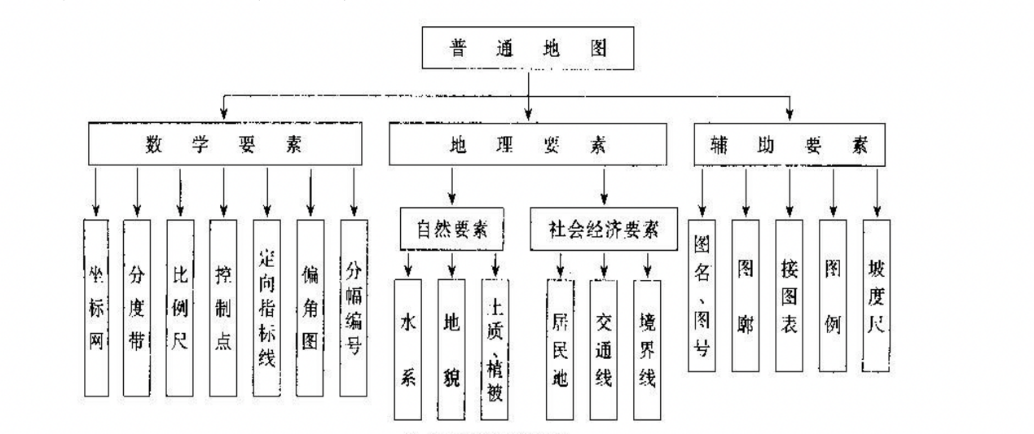 普通地图
数学要素
地理要素
辅助要素
自然要素
社会经济要素
坐标网
分度带
比例尺
控制点
定向指标线
偏角图
分幅编号
水系
地貌
土质、植被
居民地
交通线
境界线
图名、图号
图廓
接图表
图例
坡度尺